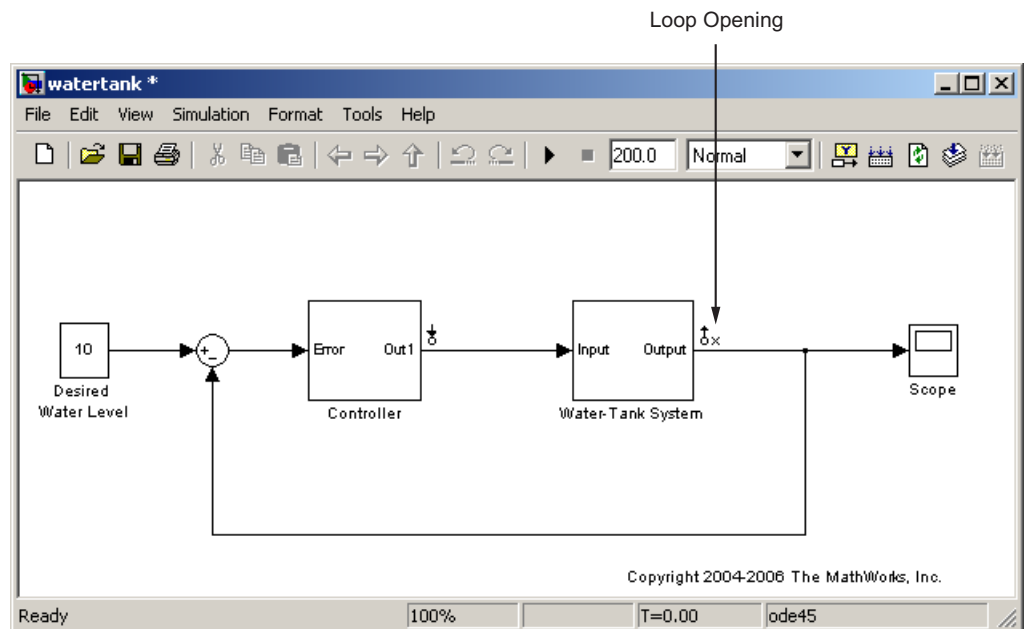 Loop Opening
watertank *
File Edit View Simulation Format Tools Help
200.0 Normal
10
Desired
Water Level
+
−
Error Out1
Controller
Input Output
Water-Tank System
x
Scope
Copyright 2004-2006 The MathWorks, Inc.
Ready 100% T=0.00 ode45